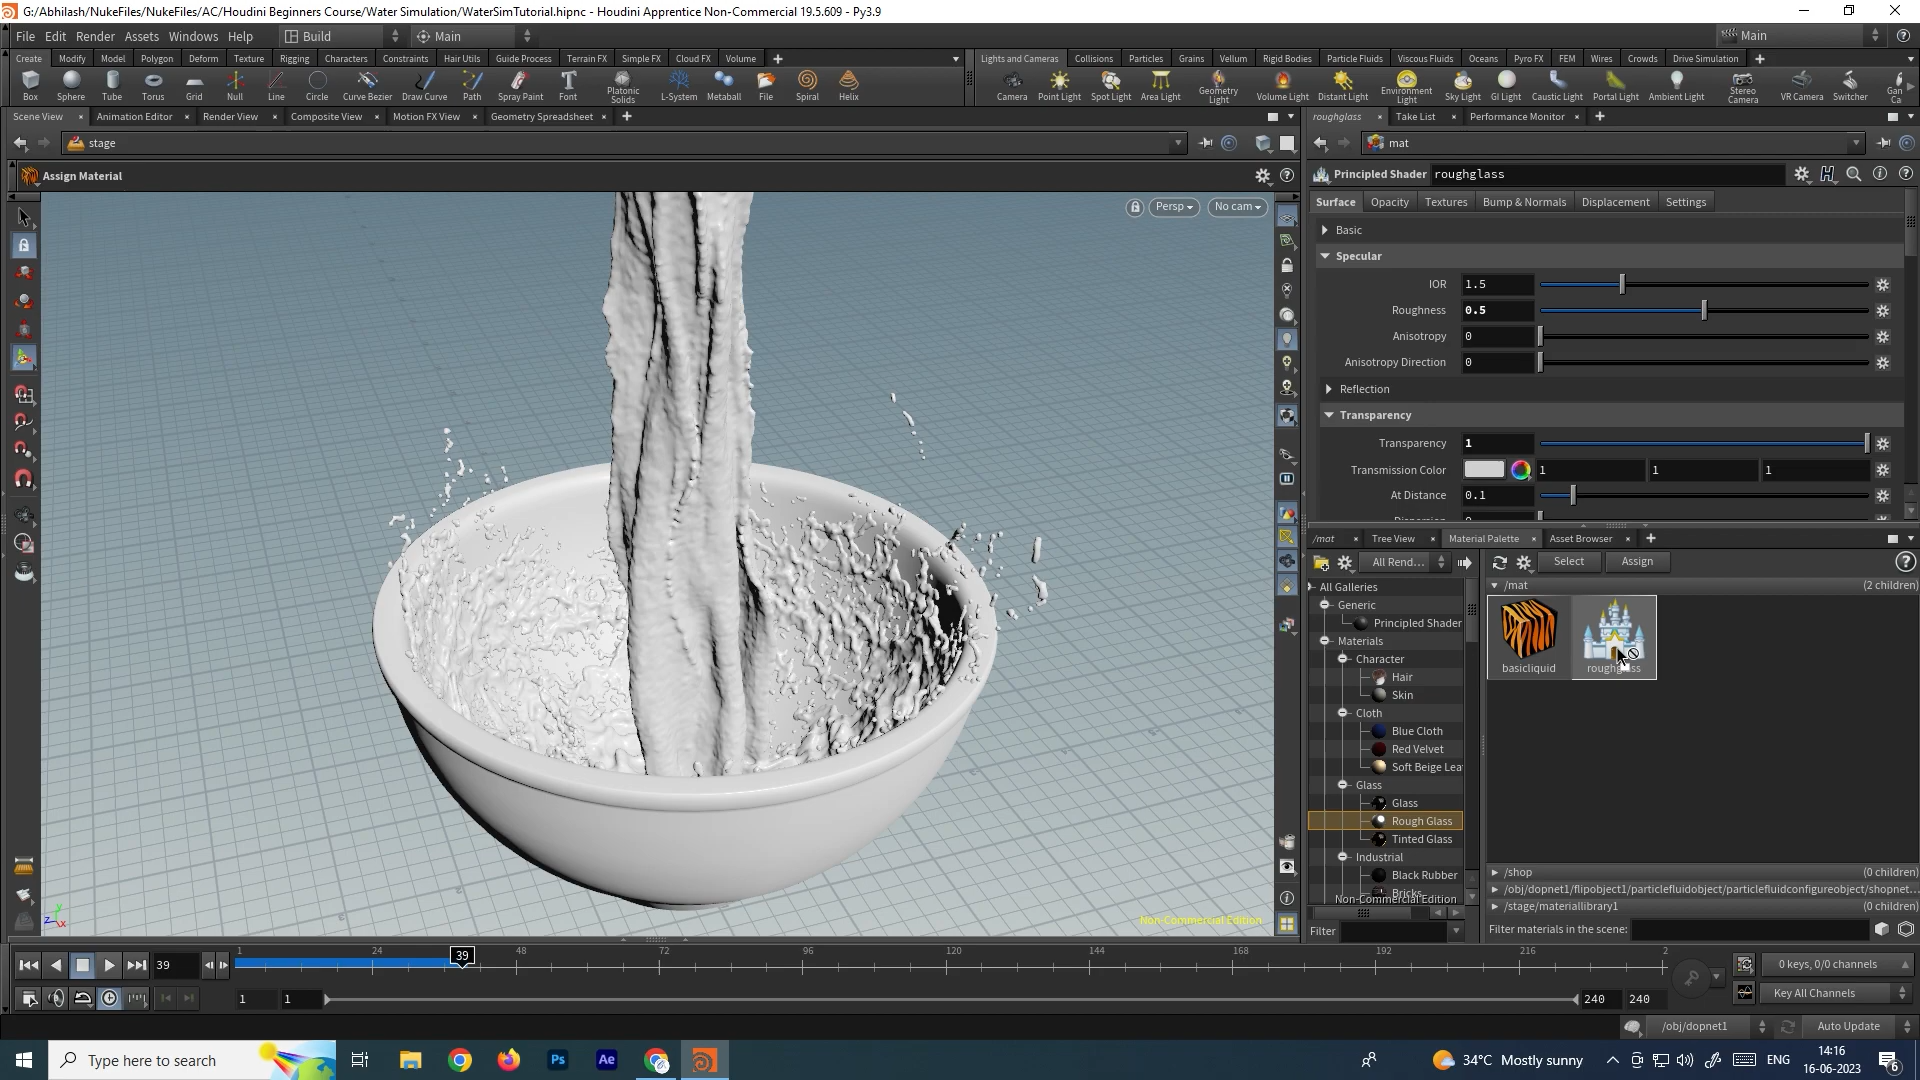 G:/Abhilash/NukeFiles/NukeFiles/AC/Houdini Beginners Course/Water Simulation/WaterSimTutorial.hipnc - Houdini Apprentice Non-Commercial 19.5.609 - Py3.9
File Edit Render Assets Windows Help Build Main Main
Create Modify Model Polygon Deform Texture Rigging Characters Constraints Hair Utils Guide Process Terrain FX Simple FX Cloud FX Volume
Lights and Cameras Collisions Particles Grains Vellum Rigid Bodies Particle Fluids Viscous Fluids Oceans Pyro FX FEM Wires Crowds Drive Simulation
Box Sphere Tube Torus Grid Null Line Circle Curve Bezier Draw Curve Path Spray Paint Font Platonic Solids L-System Metaball File Spiral Helix
Camera Point Light Spot Light Area Light Geometry Light Volume Light Distant Light Environment Light Sky Light GI Light Caustic Light Portal Light Ambient Light Stereo Camera VR Camera Switcher Gan Ca
Scene View Animation Editor Render View Composite View Motion FX View Geometry Spreadsheet
roughglass Take List Performance Monitor
stage
mat
Assign Material
Principled Shader roughglass
Persp No cam
Surface Opacity Textures Bump & Normals Displacement Settings
Basic
Specular
IOR 1.5
Roughness 0.5
Anisotropy 0
Anisotropy Direction 0
Reflection
Transparency
Transparency 1
Transmission Color 1 1 1
At Distance 0.1
/mat Tree View Material Palette Asset Browser
All Rend... Select Assign
All Galleries
Generic
Principled Shader
Materials
Character
Hair
Skin
Cloth
Blue Cloth
Red Velvet
Soft Beige Lea
Glass
Glass
Rough Glass
Tinted Glass
Industrial
Black Rubber
Bricks
Non-Commercial Edition
Filter
/mat (2 children)
basicliquid roughglass
/shop (0 children)
/obj/dopnet1/flipobject1/particlefluidobject/particlefluidconfigureobject/shopnet...
/stage/materiallibrary1 (0 children)
Filter materials in the scene:
Non-Commercial Edition
z y x
39 1 24 39 48 72 96 120 144 168 192 216 2
0 keys, 0/0 channels
1 1 240 240 Key All Channels
/obj/dopnet1 Auto Update
Type here to search Ps Ae 34°C Mostly sunny ENG 14:16
16-06-2023 6